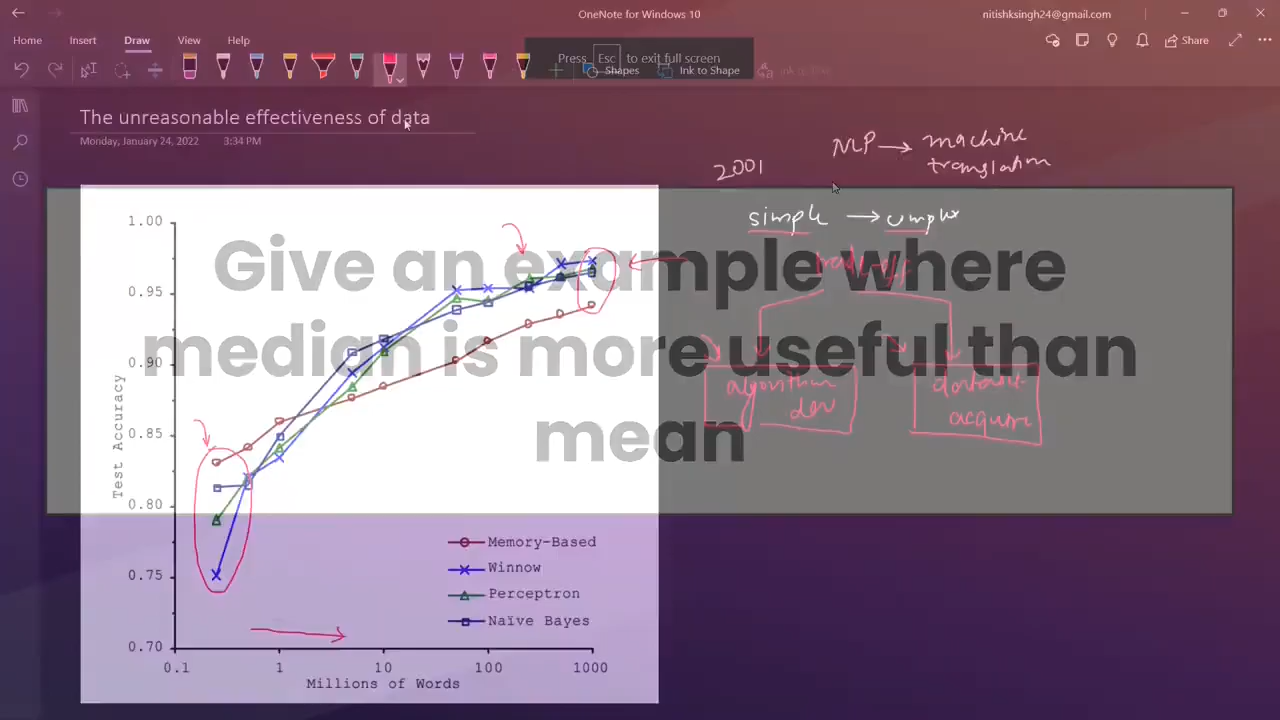 OneNote for Windows 10
nitishksingh24@gmail.com
Home Insert Draw View Help
Share
Press Esc to exit full screen
Shapes
Ink to Shape
Ink to
The unreasonable effectiveness of data
Monday, January 24, 2022 3:34 PM
NLP → machine
translation
2001
simple →
trade-off
Give an example where
median is more useful than
mean
algorithm
dev
acquire
1.00
0.95
0.90
0.85
0.80
0.75
0.70
Test Accuracy
Memory-Based
Winnow
Perceptron
Naïve Bayes
0.1 1 10 100 1000
Millions of Words